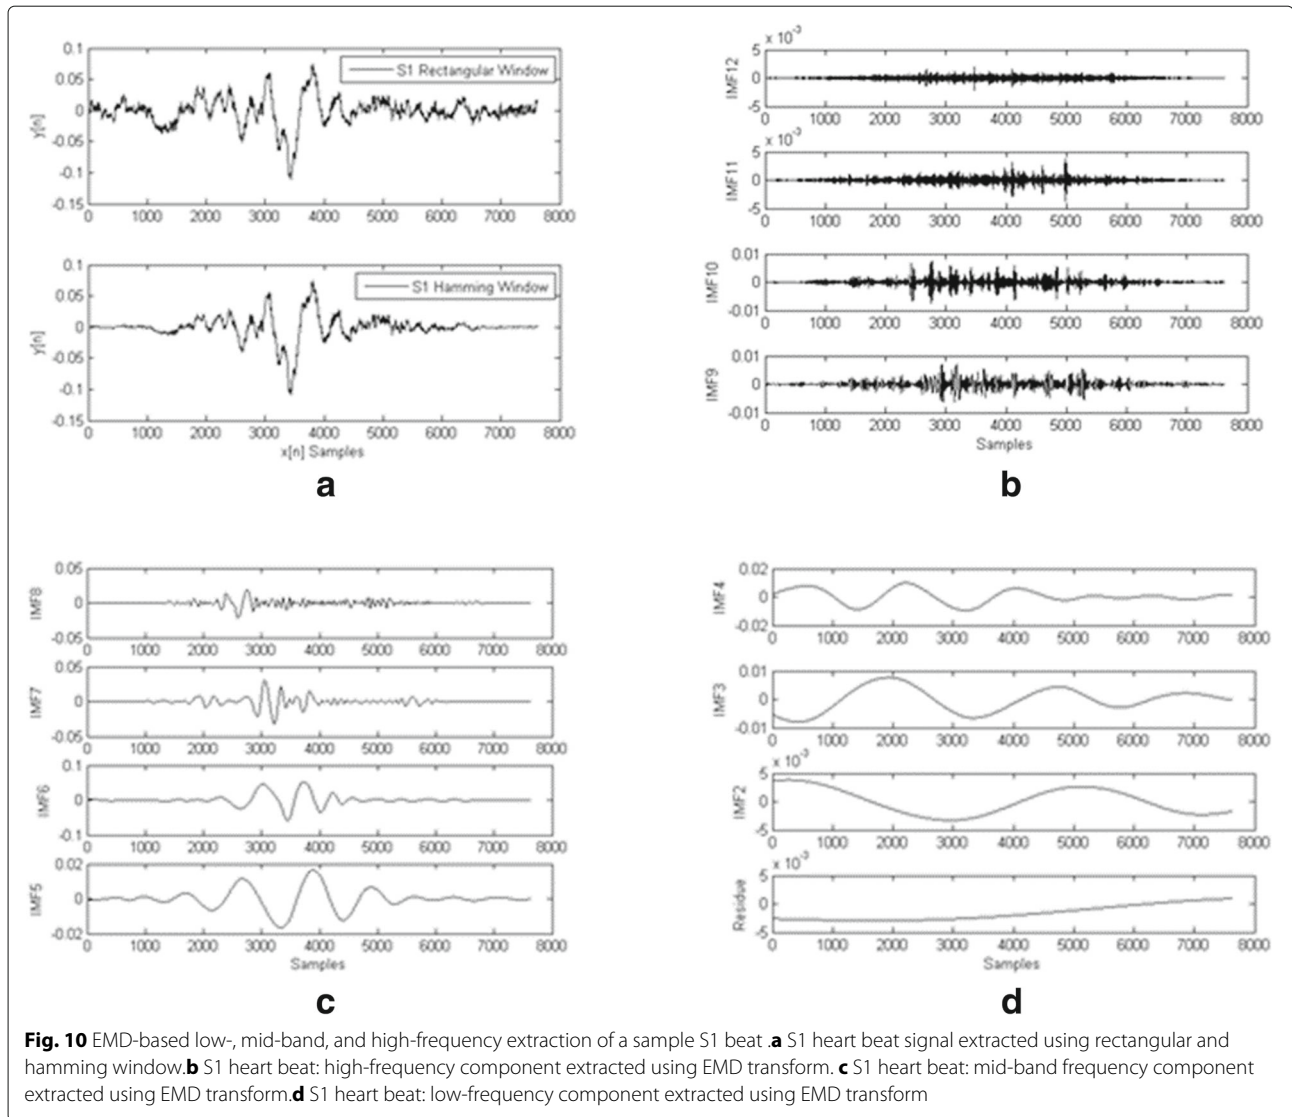 0.1
0.05
0
-0.05
-0.1
-0.15
y[n]
S1 Rectangular Window
0 1000 2000 3000 4000 5000 6000 7000 8000
0.1
0.05
0
-0.05
-0.1
-0.15
y[n]
S1 Hamming Window
0 1000 2000 3000 4000 5000 6000 7000 8000
x[n] Samples
a
x 10⁻³
5
0
-5
IMF12
0 1000 2000 3000 4000 5000 6000 7000 8000
x 10⁻³
5
0
-5
IMF11
0 1000 2000 3000 4000 5000 6000 7000 8000
0.01
0
-0.01
IMF10
0 1000 2000 3000 4000 5000 6000 7000 8000
0.01
0
-0.01
IMF9
0 1000 2000 3000 4000 5000 6000 7000 8000
Samples
b
0.05
0
-0.05
IMF8
0 1000 2000 3000 4000 5000 6000 7000 8000
0.05
0
-0.05
IMF7
0 1000 2000 3000 4000 5000 6000 7000 8000
0.1
0
-0.1
IMF6
0 1000 2000 3000 4000 5000 6000 7000 8000
0.02
0
-0.02
IMF5
0 1000 2000 3000 4000 5000 6000 7000 8000
Samples
c
0.02
0
-0.02
IMF4
0 1000 2000 3000 4000 5000 6000 7000 8000
0.01
0
-0.01
IMF3
0 1000 2000 3000 4000 5000 6000 7000 8000
x 10⁻³
5
0
-5
IMF2
0 1000 2000 3000 4000 5000 6000 7000 8000
x 10⁻³
5
0
-5
Residue
0 1000 2000 3000 4000 5000 6000 7000 8000
Samples
d
Fig. 10 EMD-based low-, mid-band, and high-frequency extraction of a sample S1 beat .a S1 heart beat signal extracted using rectangular and
hamming window.b S1 heart beat: high-frequency component extracted using EMD transform. c S1 heart beat: mid-band frequency component
extracted using EMD transform.d S1 heart beat: low-frequency component extracted using EMD transform